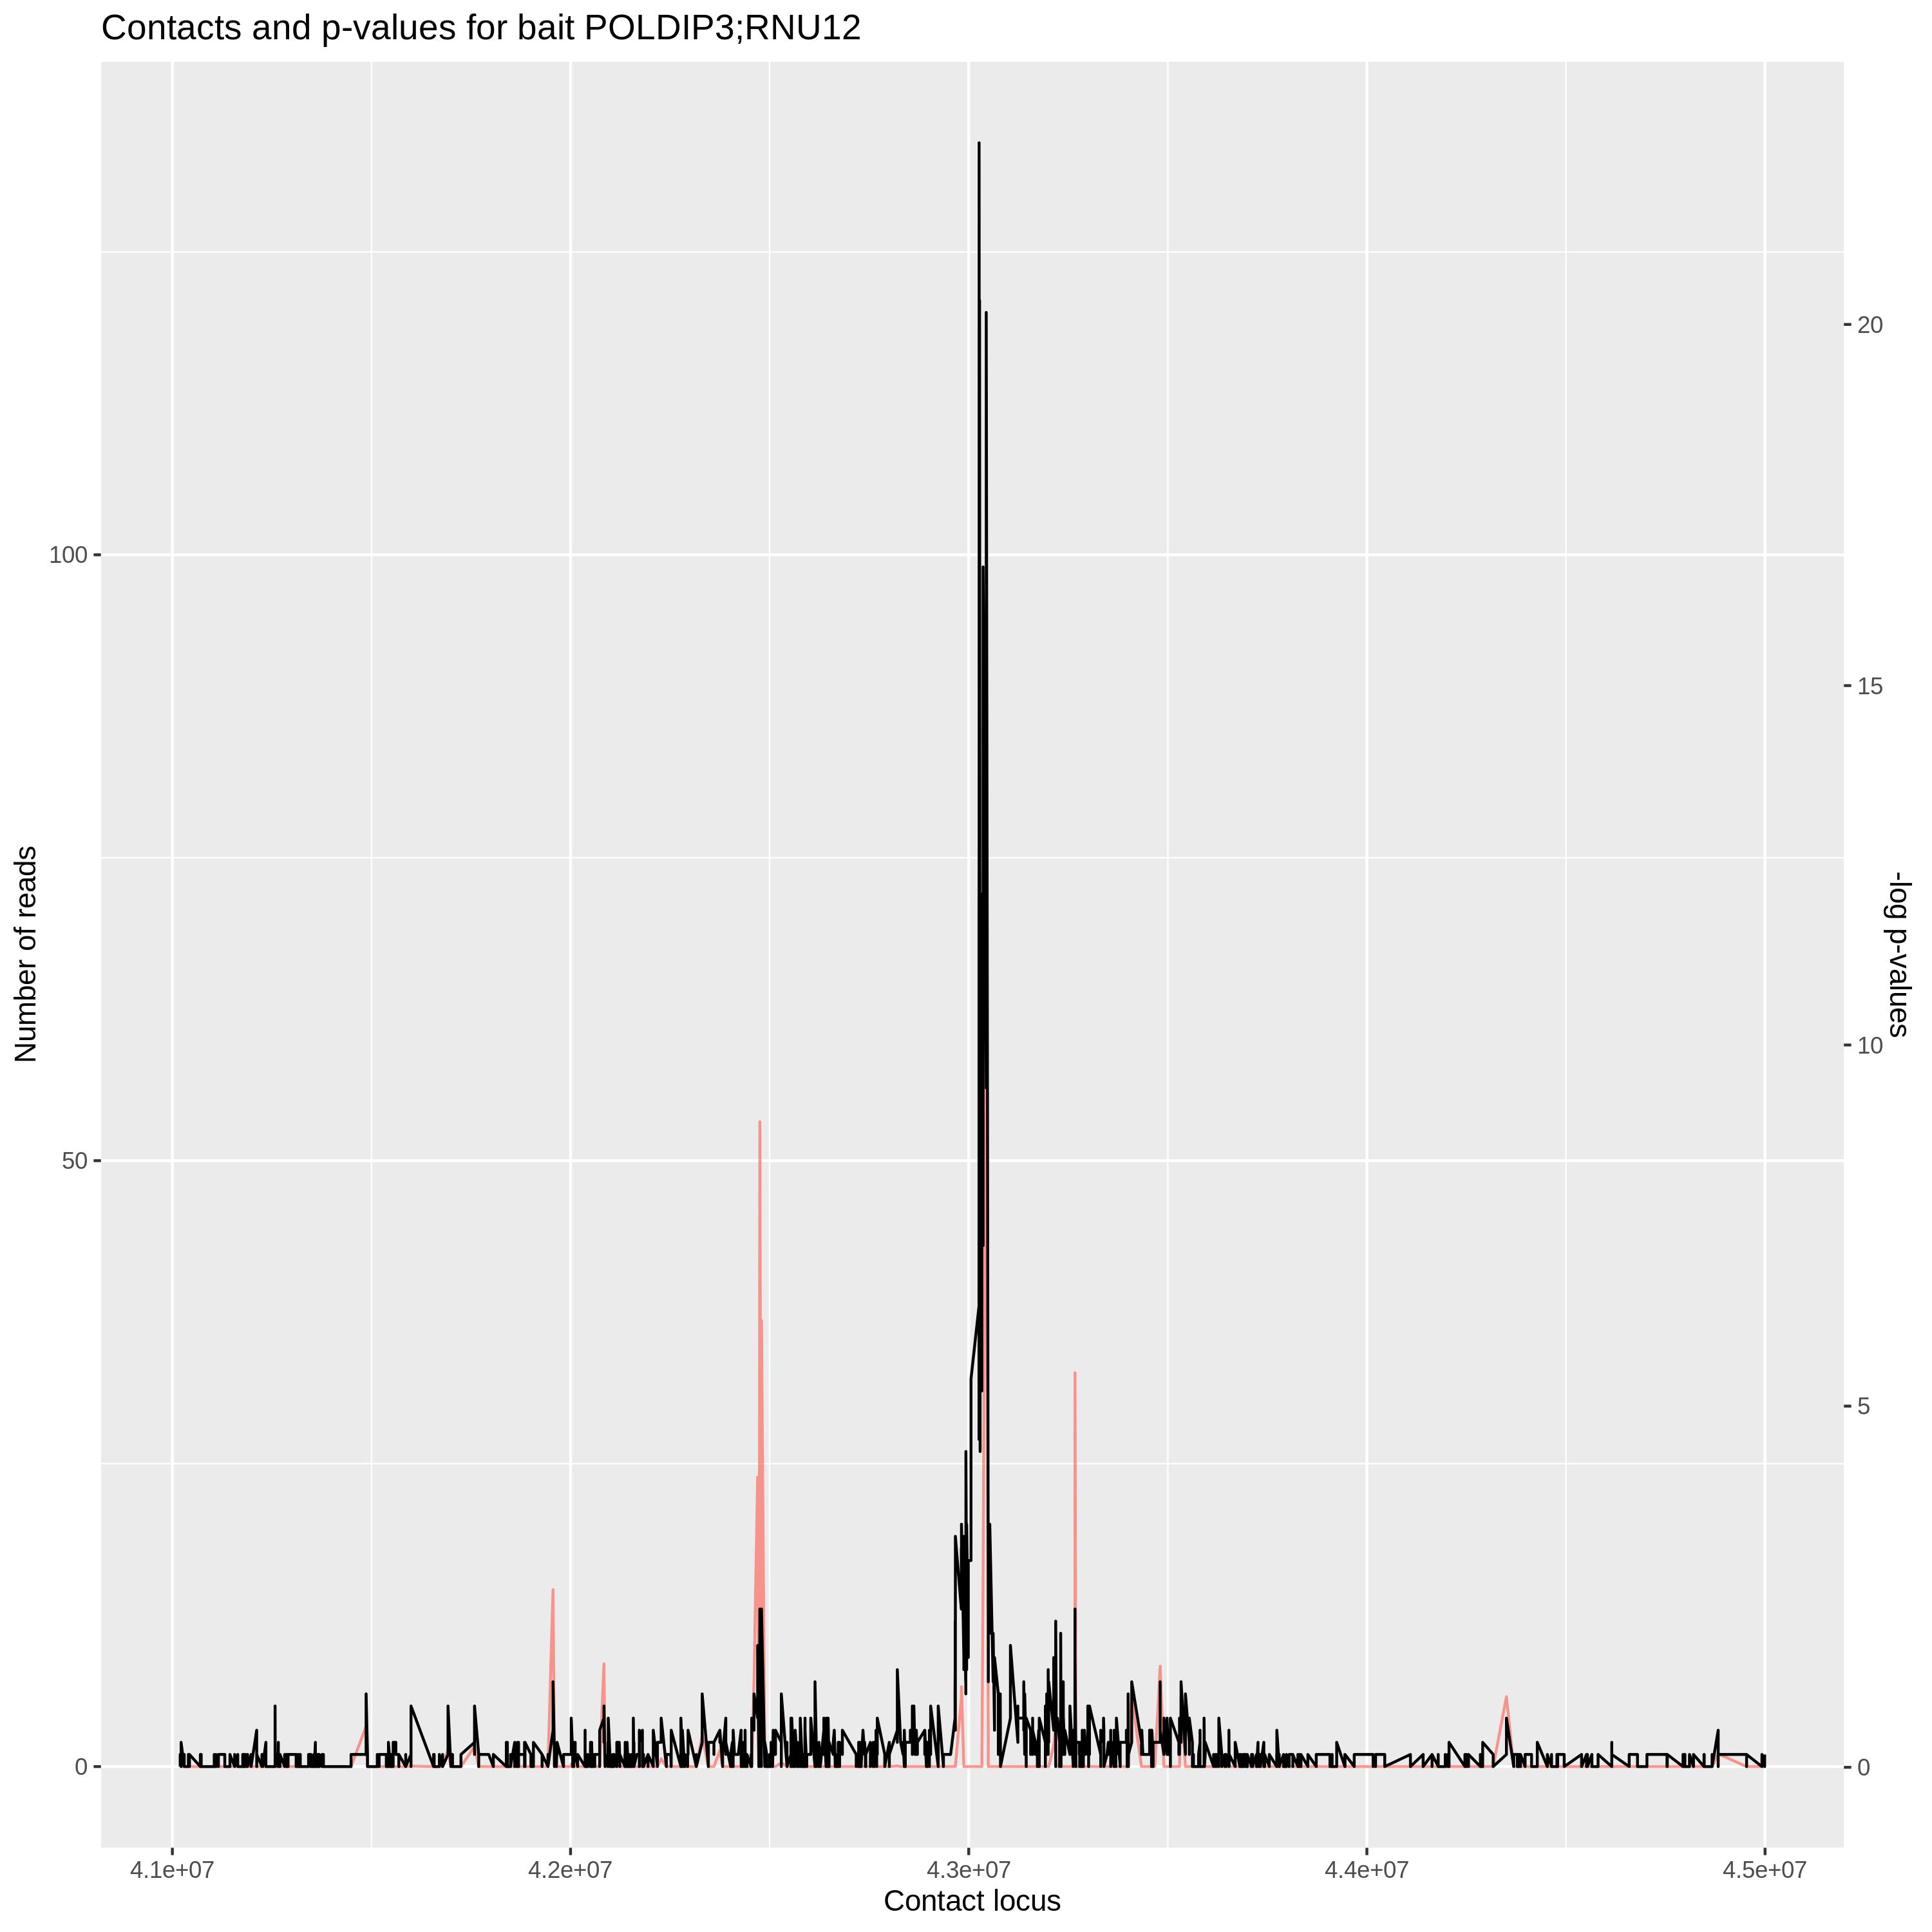 Contacts and p-values for bait POLDIP3;RNU12
Number of reads
100
50
0
20
15
10
5
0
-log p-values
4.1e+07
4.2e+07
4.3e+07
4.4e+07
4.5e+07
Contact locus